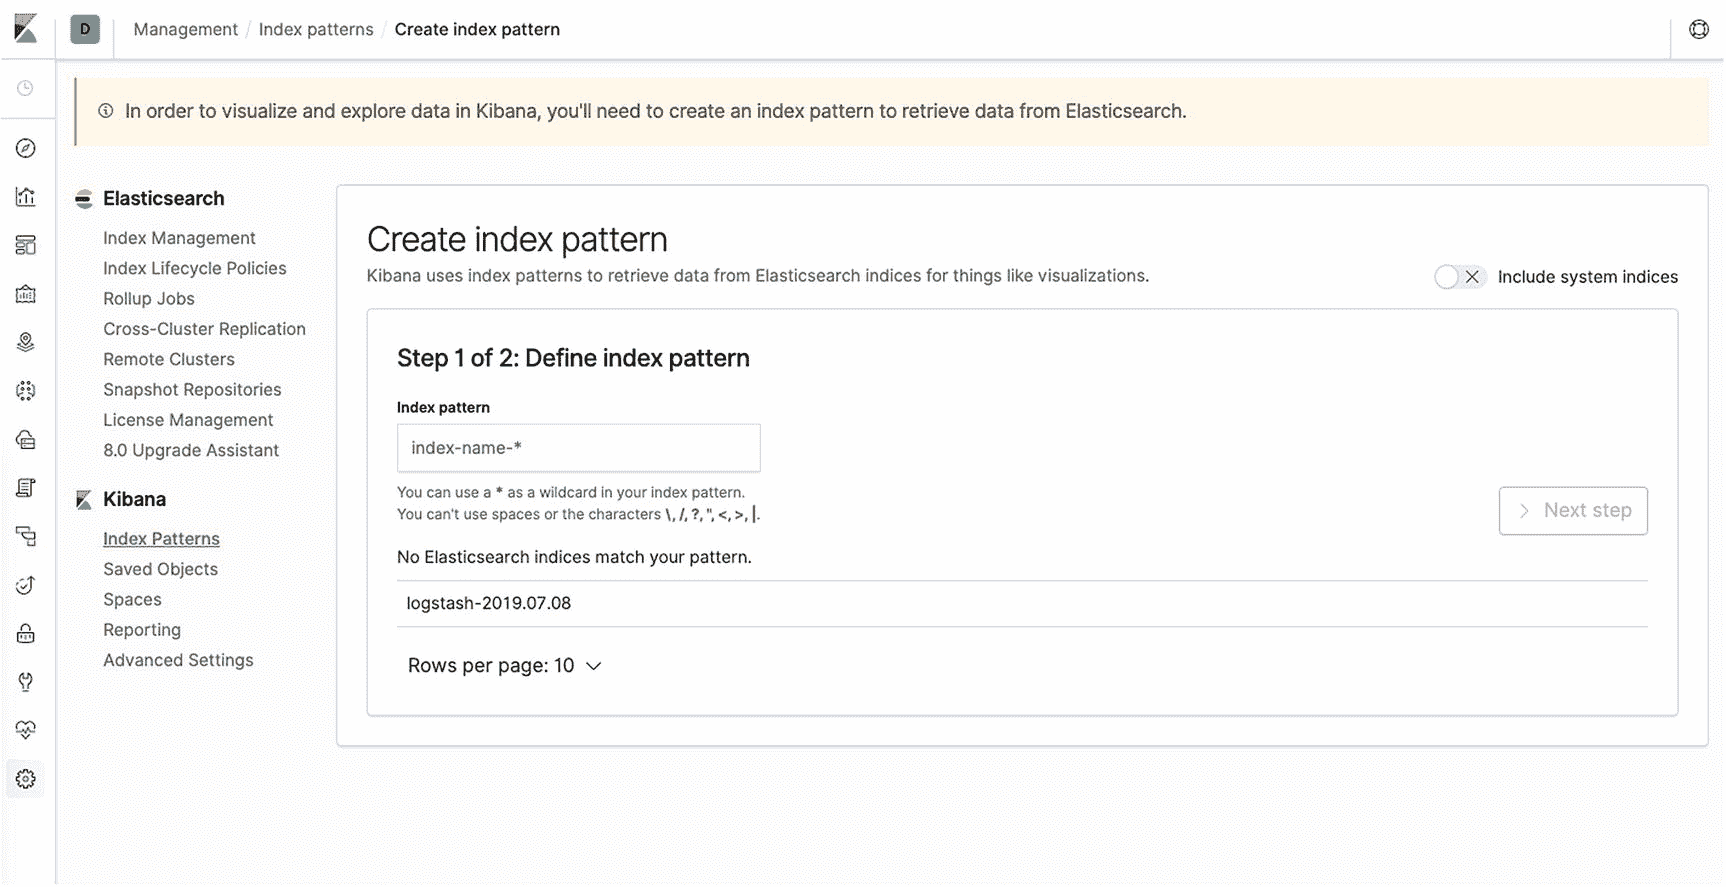 D Management / Index patterns / Create index pattern
In order to visualize and explore data in Kibana, you'll need to create an index pattern to retrieve data from Elasticsearch.
Elasticsearch
Index Management
Index Lifecycle Policies
Rollup Jobs
Cross-Cluster Replication
Remote Clusters
Snapshot Repositories
License Management
8.0 Upgrade Assistant
Kibana
Index Patterns
Saved Objects
Spaces
Reporting
Advanced Settings
Create index pattern
Kibana uses index patterns to retrieve data from Elasticsearch indices for things like visualizations.
Include system indices
Step 1 of 2: Define index pattern
Index pattern
index-name-*
You can use a * as a wildcard in your index pattern.
You can't use spaces or the characters \, /, ?, ", <, >, |.
Next step
No Elasticsearch indices match your pattern.
logstash-2019.07.08
Rows per page: 10